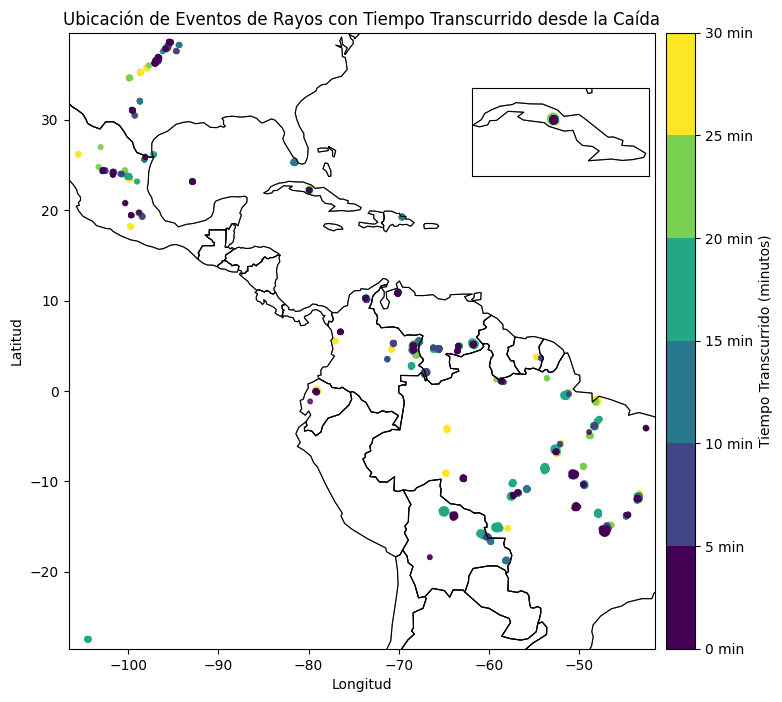 Ubicación de Eventos de Rayos con Tiempo Transcurrido desde la Caída
30
20
10
0
−10
−20
Latitud
−100
−90
−80
−70
−60
−50
Longitud
30 min
25 min
20 min
15 min
10 min
5 min
0 min
Tiempo Transcurrido (minutos)